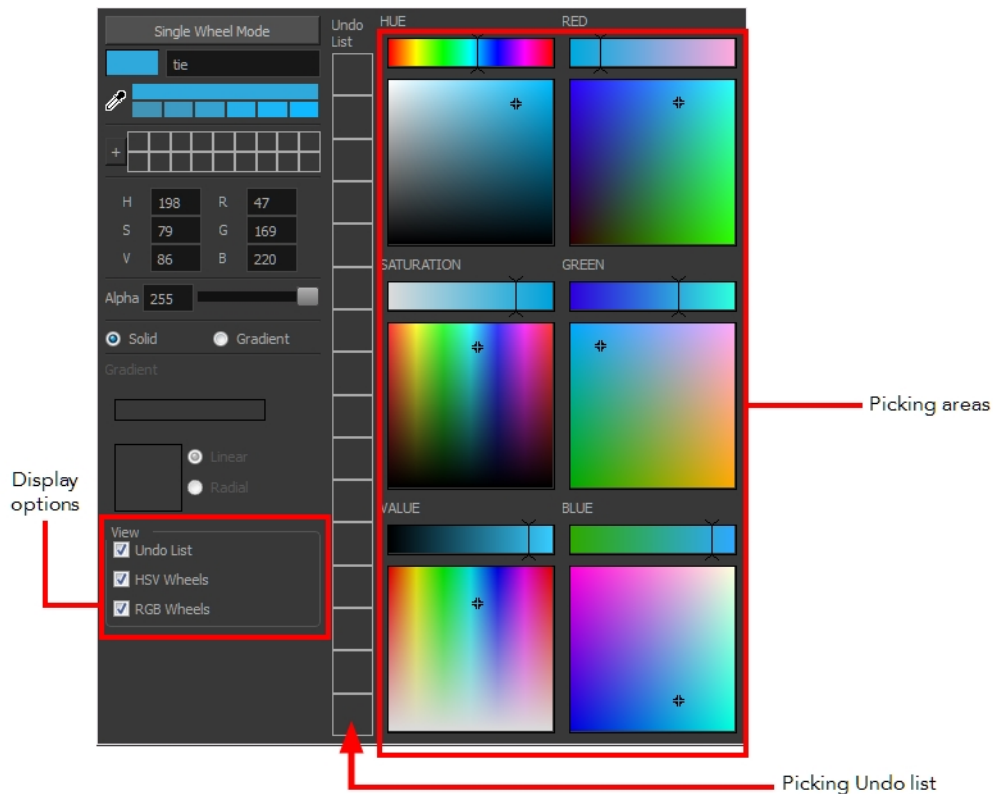 Single Wheel Mode
tie
+
H 198 R 47
S 79 G 169
V 86 B 220
Alpha 255
Solid Gradient
Gradient
Linear
Radial
View
Undo List
HSV Wheels
RGB Wheels
Undo
List
HUE RED
SATURATION GREEN
VALUE BLUE
Display
options
Picking areas
Picking Undo list